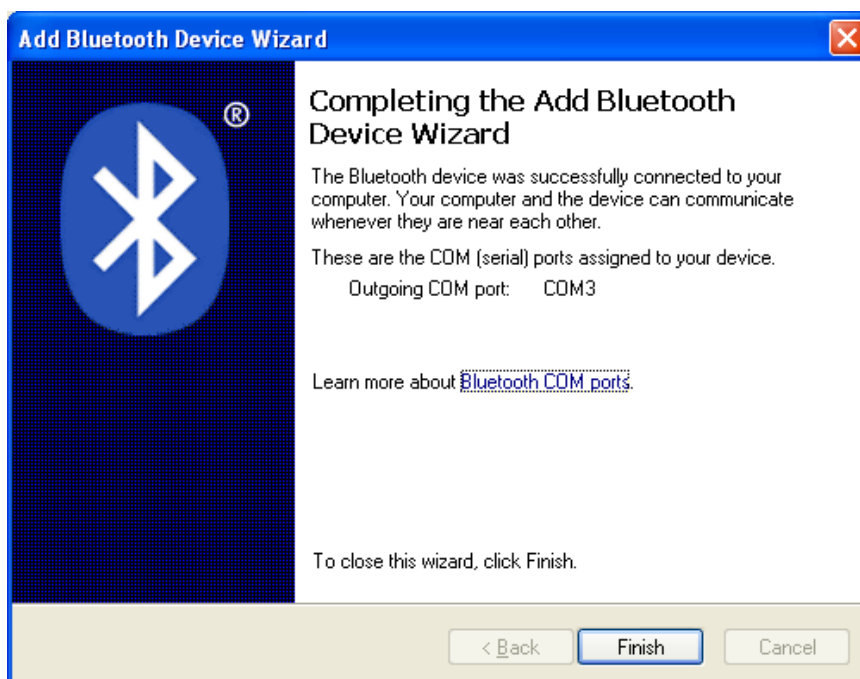 Add Bluetooth Device Wizard
®
Completing the Add Bluetooth
Device Wizard
The Bluetooth device was successfully connected to your
computer. Your computer and the device can communicate
whenever they are near each other.
These are the COM (serial) ports assigned to your device.
Outgoing COM port: COM3
Learn more about Bluetooth COM ports.
To close this wizard, click Finish.
< Back Finish Cancel